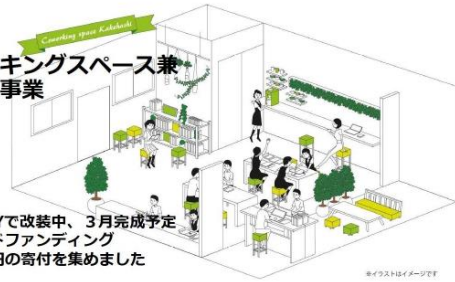 Coworking space Kakehashi
キングスペース兼
事業
Yで改装中、３月完成予定
ドファンディング
円の寄付を集めました
※イラストはイメージです